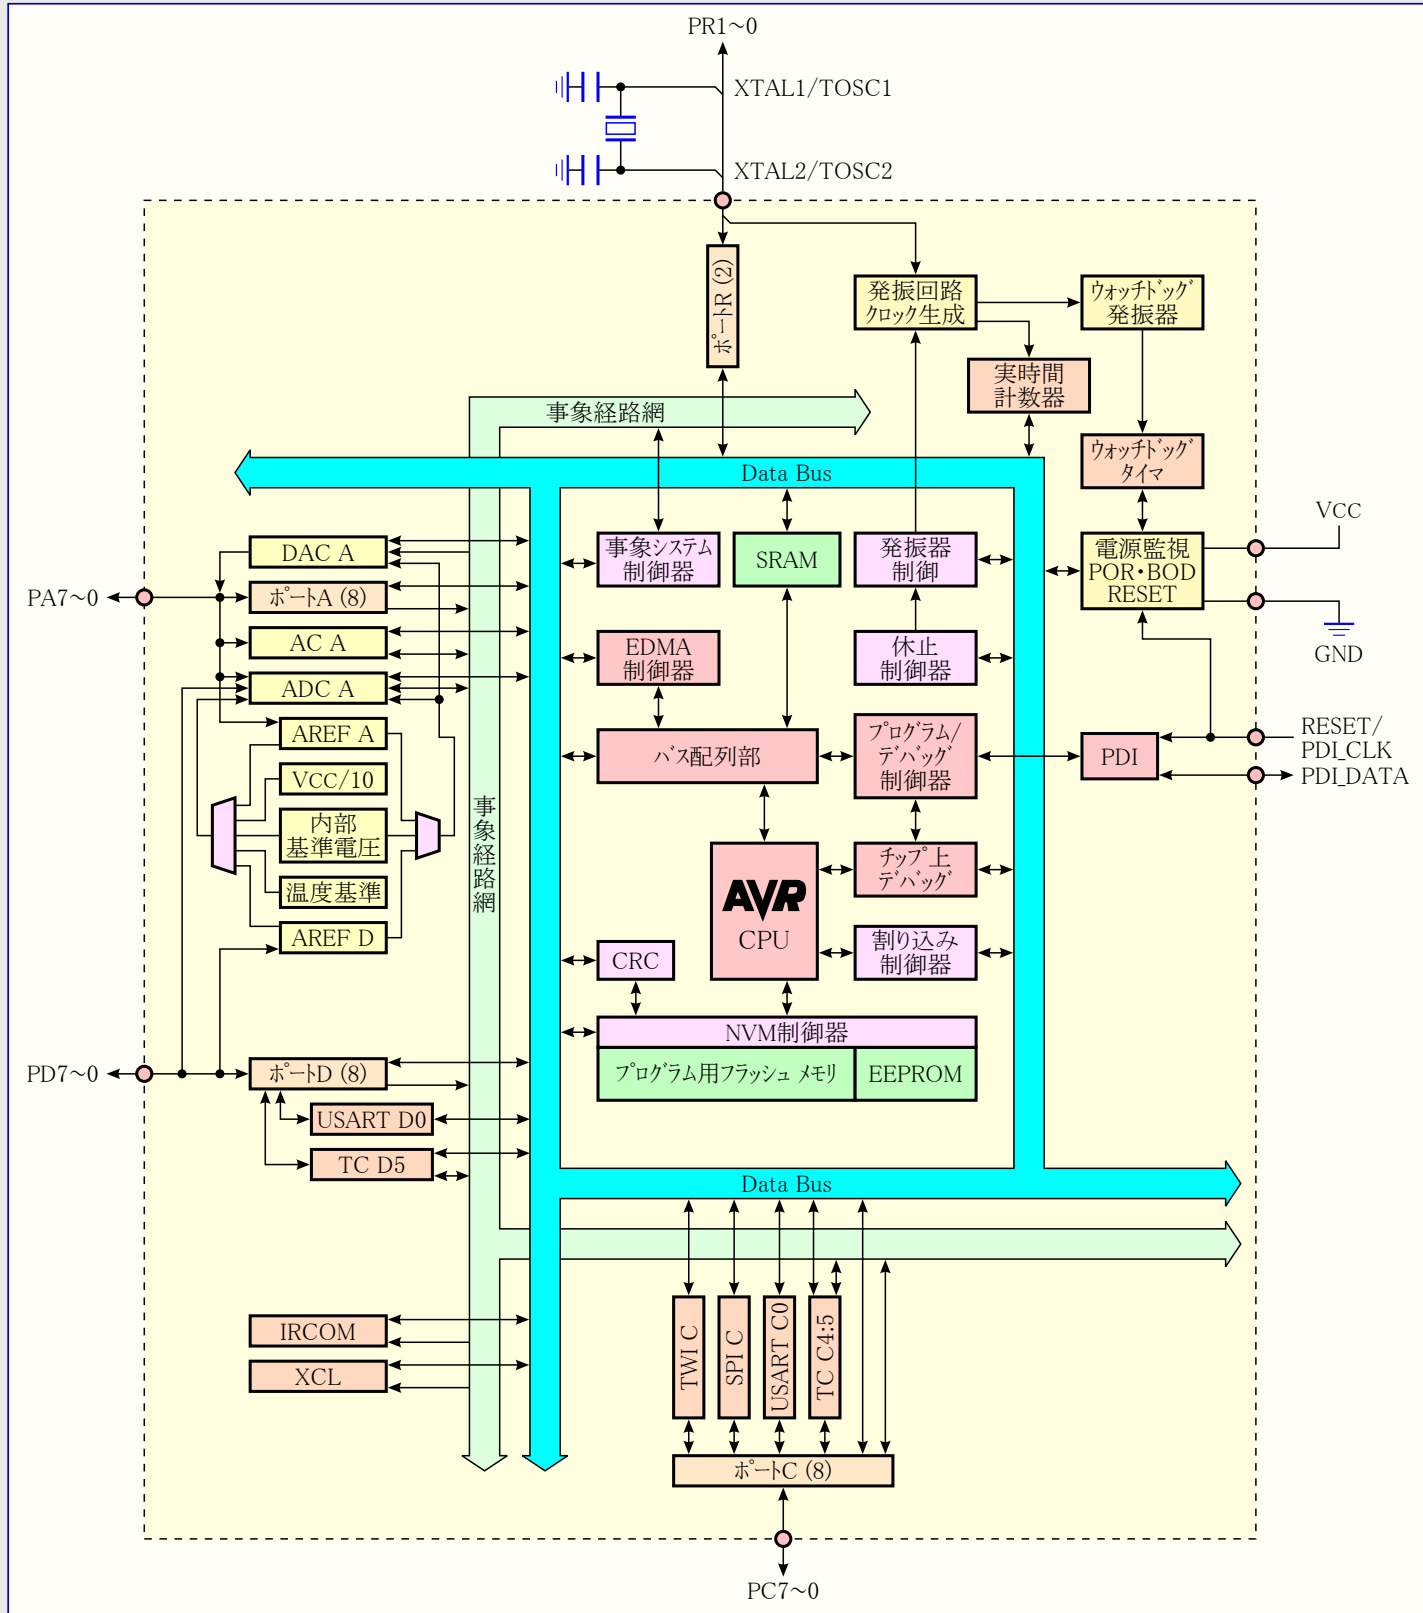 PR1~0
XTAL1/TOSC1
XTAL2/TOSC2
ポートR (2)
発振回路
クロック生成
ウォッチドッグ
発振器
実時間
計数器
事象経路網
ウォッチドッグ
タイマ
Data Bus
VCC
DAC A
事象システム
制御器
SRAM
発振器
制御
電源監視
POR・BOD
RESET
PA7~0
ポートA (8)
AC A
EDMA
制御器
休止
制御器
GND
ADC A
AREF A
バス配列部
プログラム/
デバッグ
制御器
PDI
RESET/
PDI_CLK
PDI_DATA
VCC/10
内部
基準電圧
事象経路網
温度基準
AVR
CPU
チップ上
デバッグ
AREF D
CRC
割り込み
制御器
NVM制御器
プログラム用フラッシュ メモリ
EEPROM
PD7~0
ポートD (8)
USART D0
TC D5
Data Bus
IRCOM
XCL
TWI C
SPI C
USART C0
TC C4:5
ポートC (8)
PC7~0